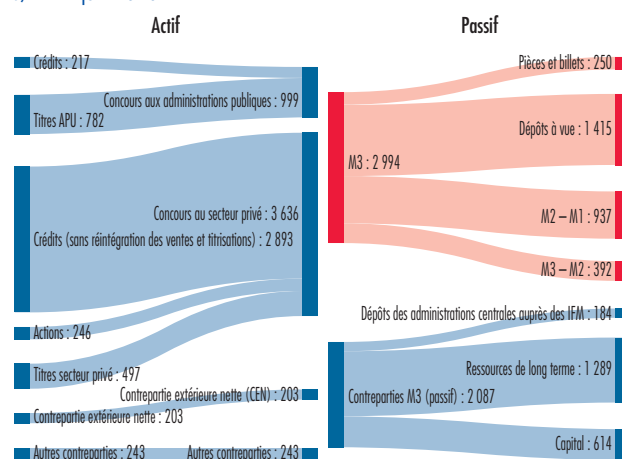 Actif
Passif
Crédits : 217
Concours aux administrations publiques : 999
Titres APU : 782
Concours au secteur privé : 3 636
Crédits (sans réintégration des ventes et titrisations) : 2 893
Actions : 246
Titres secteur privé : 497
Contrepartie extérieure nette (CEN) : 203
Contrepartie extérieure nette : 203
Autres contreparties : 243
Autres contreparties : 243
Pièces et billets : 250
Dépôts à vue : 1 415
M3 : 2 994
M2 – M1 : 937
M3 – M2 : 392
Dépôts des administrations centrales auprès des IFM : 184
Ressources de long terme : 1 289
Contreparties M3 (passif) : 2 087
Capital : 614